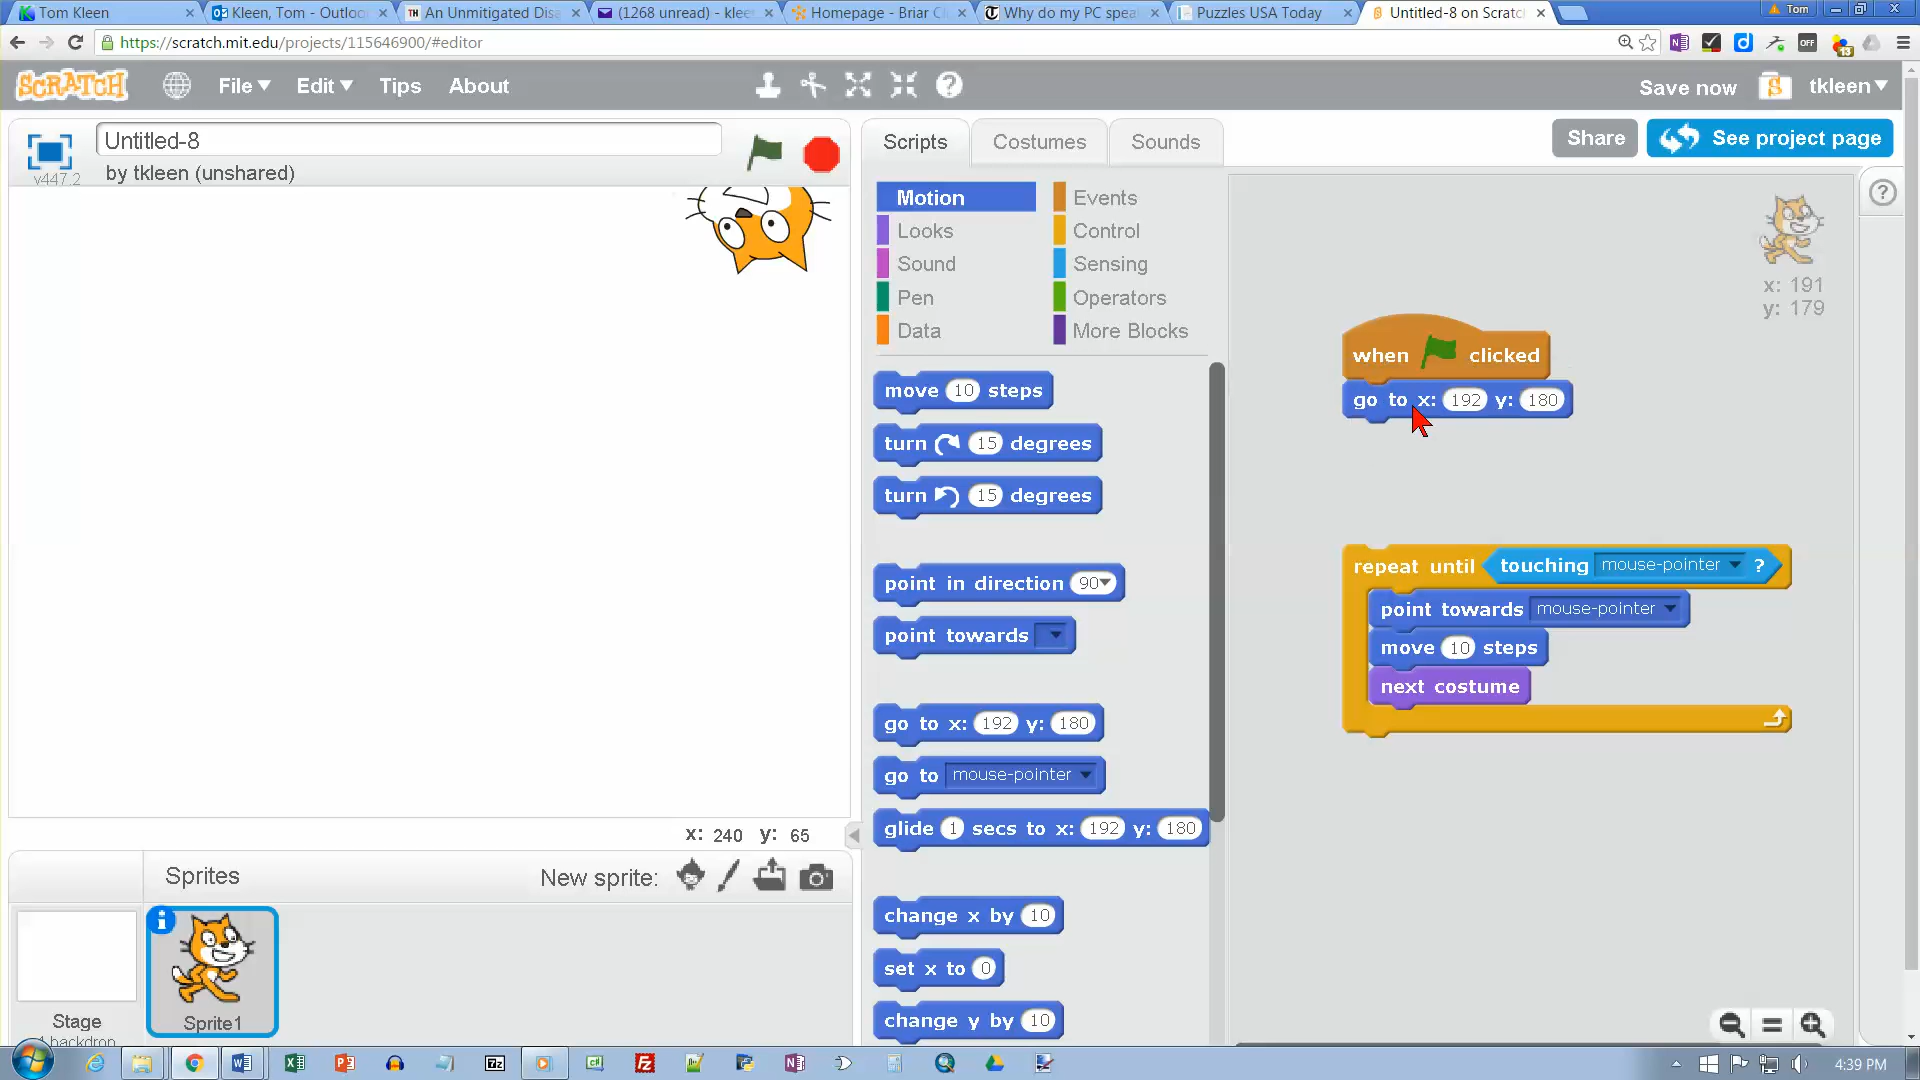 Tom Kleen
Kleen, Tom - Outloo
An Unmitigated Disa
(1268 unread) - klee
Homepage - Briar Cl
Why do my PC spea
Puzzles USA Today
Untitled-8 on Scratc
Tom
https://scratch.mit.edu/projects/115646900/#editor
OFF
13
SCRATCH
File
Edit
Tips
About
Save now
tkleen
Untitled-8
v447.2
by tkleen (unshared)
Scripts
Costumes
Sounds
Share
See project page
Motion
Events
Looks
Control
Sound
Sensing
Pen
Operators
Data
More Blocks
x: 191
y: 179
move 10 steps
turn 15 degrees
turn 15 degrees
point in direction 90
point towards
go to x: 192 y: 180
go to mouse-pointer
glide 1 secs to x: 192 y: 180
change x by 10
set x to 0
change y by 10
when clicked
go to x: 192 y: 180
repeat until touching mouse-pointer ?
point towards mouse-pointer
move 10 steps
next costume
x: 240 y: 65
Sprites
New sprite:
Stage
1 backdrop
Sprite1
4:39 PM